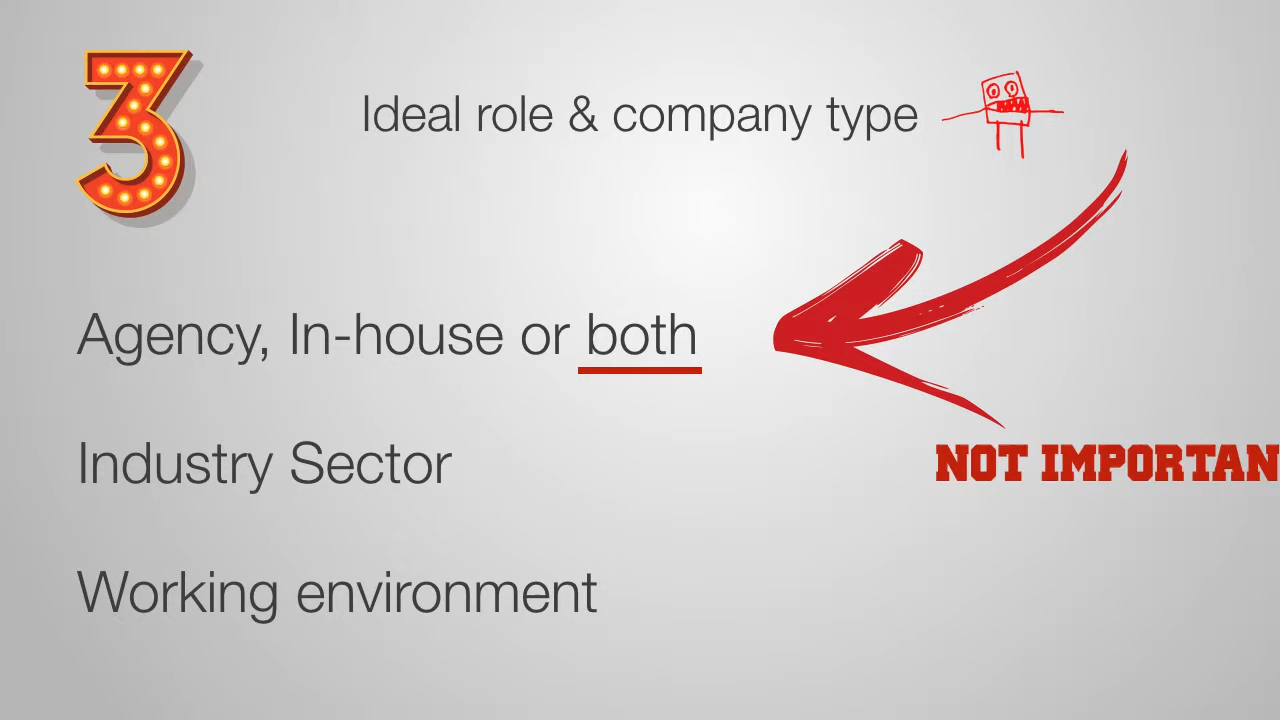 3
Ideal role & company type
Agency, In-house or both
Industry Sector
NOT IMPORTAN
Working environment